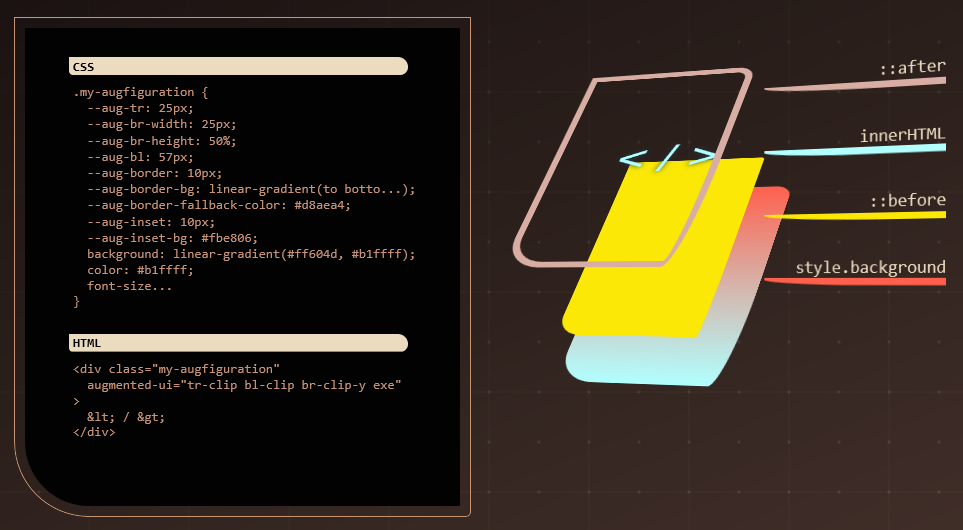 CSS
.my-augfiguration {
--aug-tr: 25px;
--aug-br-width: 25px;
--aug-br-height: 50%;
--aug-bl: 57px;
--aug-border: 10px;
--aug-border-bg: linear-gradient(to botto...);
--aug-border-fallback-color: #d8aea4;
--aug-inset: 10px;
--aug-inset-bg: #fbe806;
background: linear-gradient(#ff604d, #b1ffff);
color: #b1ffff;
font-size...
}
HTML
<div class="my-augfiguration"
augmented-ui="tr-clip bl-clip br-clip-y exe"
>
&lt; / &gt;
</div>
::after
innerHTML
</>
::before
style.background